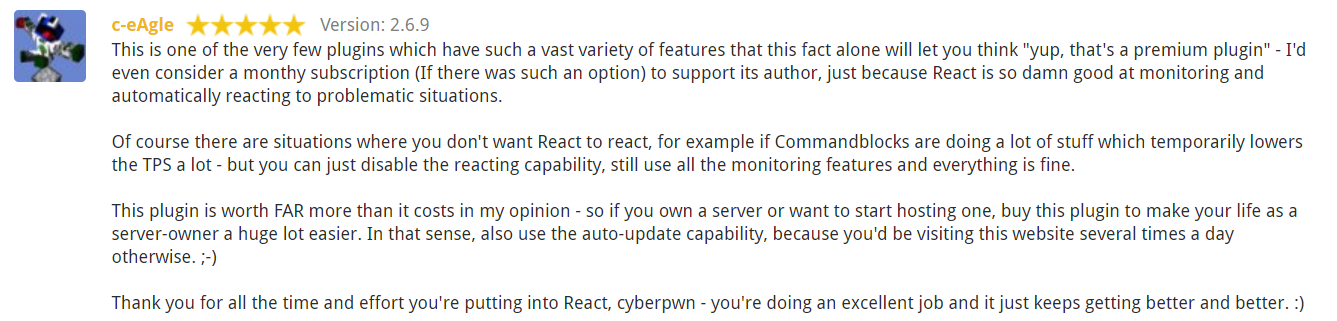 c-eAgle Version: 2.6.9
This is one of the very few plugins which have such a vast variety of features that this fact alone will let you think "yup, that's a premium plugin" - I'd
even consider a monthy subscription (If there was such an option) to support its author, just because React is so damn good at monitoring and
automatically reacting to problematic situations.
Of course there are situations where you don't want React to react, for example if Commandblocks are doing a lot of stuff which temporarily lowers
the TPS a lot - but you can just disable the reacting capability, still use all the monitoring features and everything is fine.
This plugin is worth FAR more than it costs in my opinion - so if you own a server or want to start hosting one, buy this plugin to make your life as a
server-owner a huge lot easier. In that sense, also use the auto-update capability, because you'd be visiting this website several times a day
otherwise. ;-)
Thank you for all the time and effort you're putting into React, cyberpwn - you're doing an excellent job and it just keeps getting better and better. :)